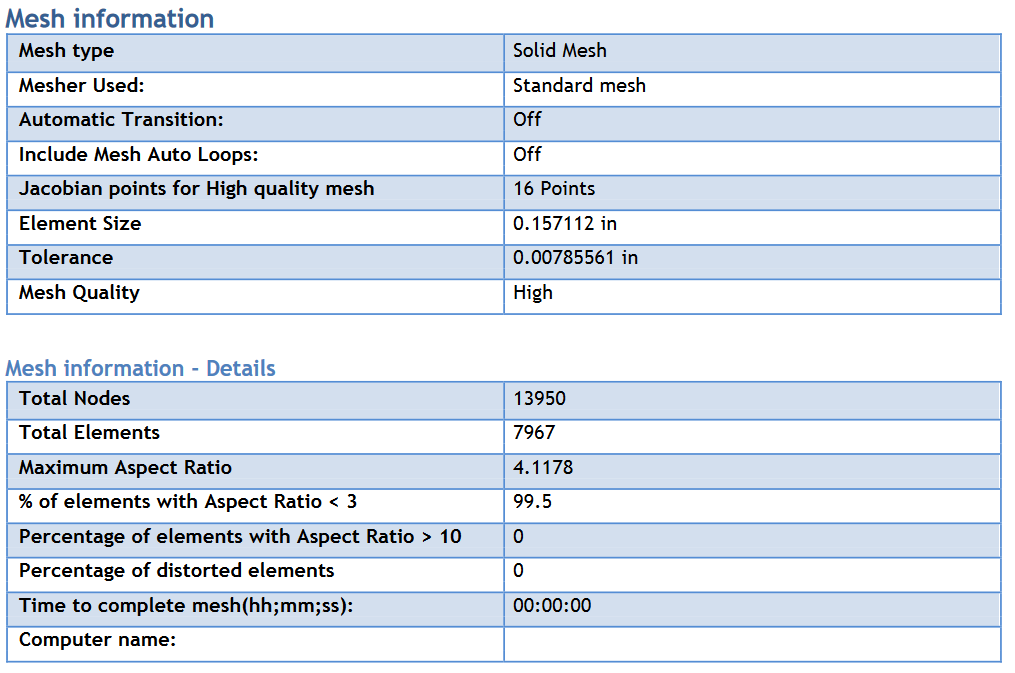 Mesh information
Mesh type Solid Mesh
Mesher Used: Standard mesh
Automatic Transition: Off
Include Mesh Auto Loops: Off
Jacobian points for High quality mesh 16 Points
Element Size 0.157112 in
Tolerance 0.00785561 in
Mesh Quality High
Mesh information - Details
Total Nodes 13950
Total Elements 7967
Maximum Aspect Ratio 4.1178
% of elements with Aspect Ratio < 3 99.5
Percentage of elements with Aspect Ratio > 10 0
Percentage of distorted elements 0
Time to complete mesh(hh;mm;ss): 00:00:00
Computer name: